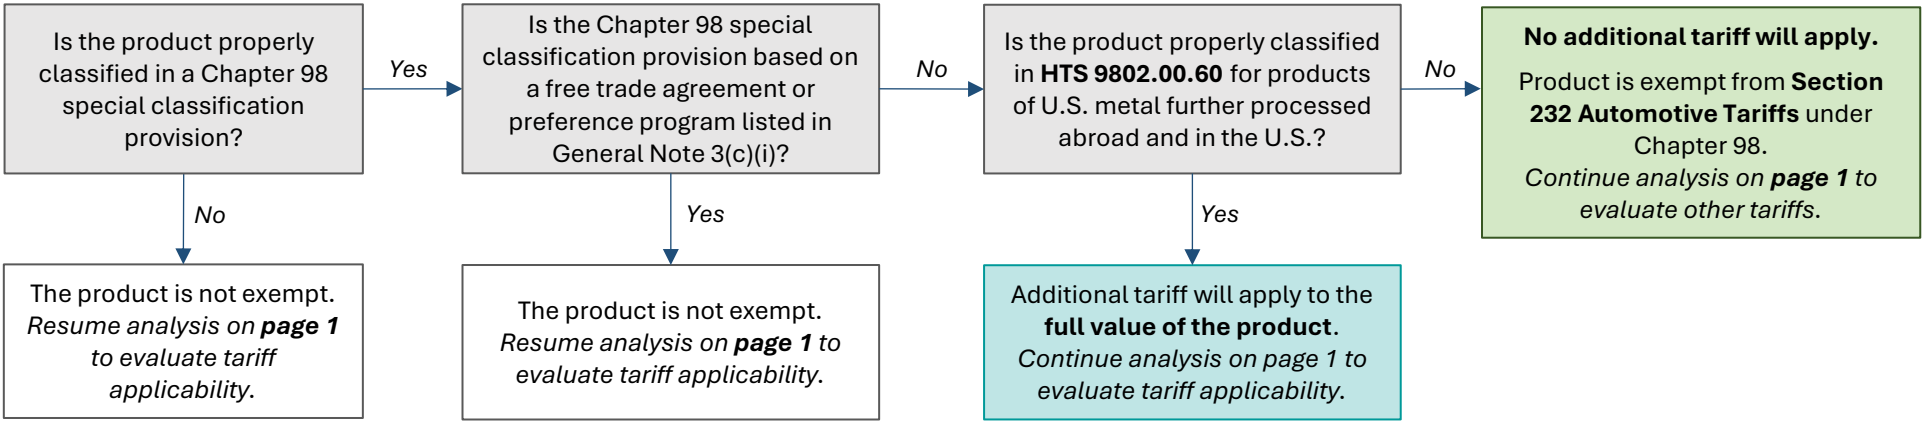 Is the product properly
classified in a Chapter 98
special classification
provision?
Yes
Is the Chapter 98 special
classification provision based on
a free trade agreement or
preference program listed in
General Note 3(c)(i)?
No
Is the product properly classified
in HTS 9802.00.60 for products
of U.S. metal further processed
abroad and in the U.S.?
No
No additional tariff will apply.
Product is exempt from Section
232 Automotive Tariffs under
Chapter 98.
Continue analysis on page 1 to
evaluate other tariffs.
No
Yes
Yes
The product is not exempt.
Resume analysis on page 1
to evaluate tariff
applicability.
The product is not exempt.
Resume analysis on page 1 to
evaluate tariff applicability.
Additional tariff will apply to the
full value of the product.
Continue analysis on page 1 to
evaluate tariff applicability.